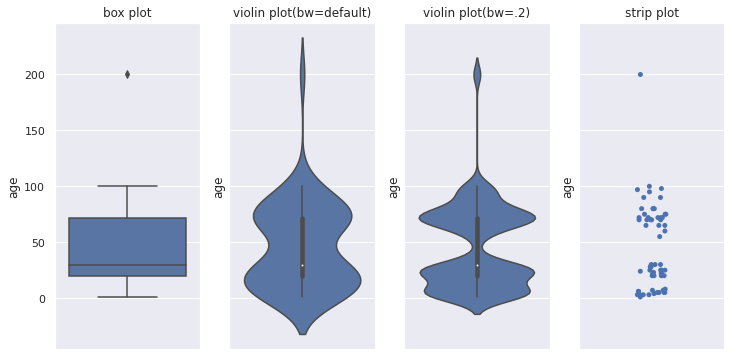 box plot
violin plot(bw=default)
violin plot(bw=.2)
strip plot
age
200
150
100
50
0
age
age
age